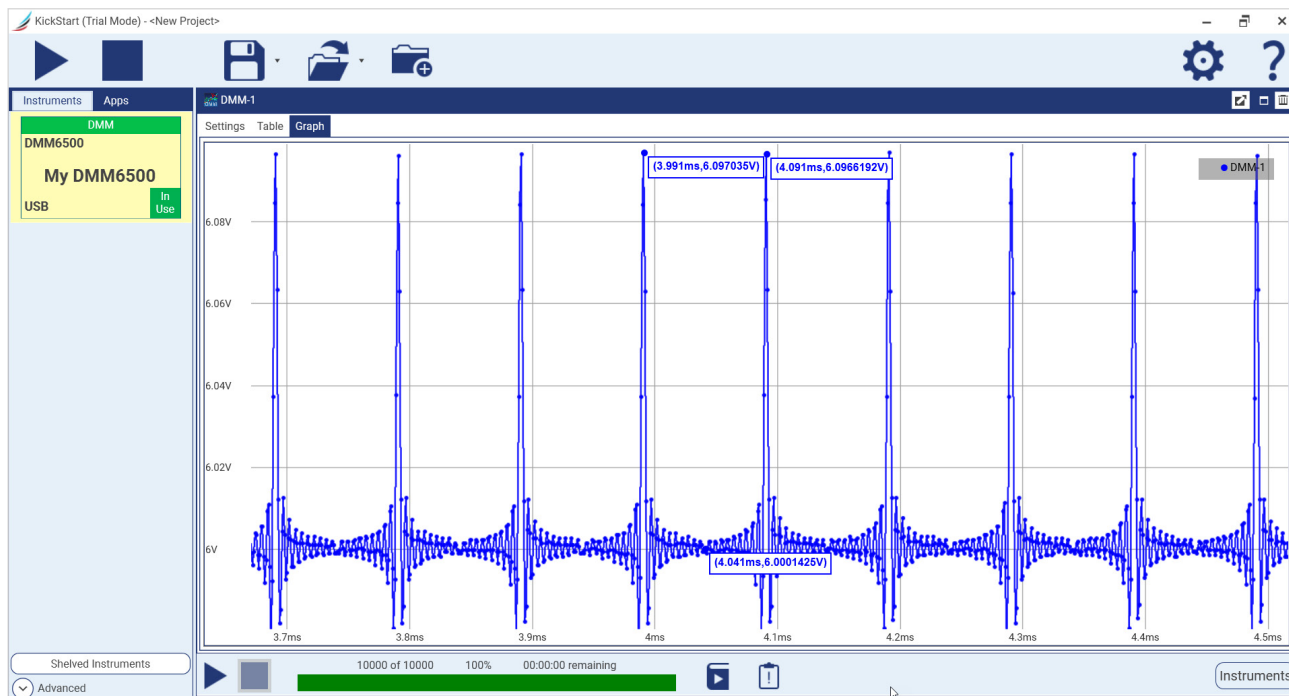 KickStart (Trial Mode) - <New Project>
Instruments Apps
DMM
DMM6500
My DMM6500
USB
In
Use
DMM-1
Settings Table Graph
(3.991ms,6.097035V) (4.091ms,6.0966192V)
DMM-1
6.08V
6.06V
6.04V
6.02V
6V
(4.041ms,6.0001425V)
3.7ms 3.8ms 3.9ms 4ms 4.1ms 4.2ms 4.3ms 4.4ms 4.5ms
Shelved Instruments
Advanced
10000 of 10000 100% 00:00:00 remaining
Instruments